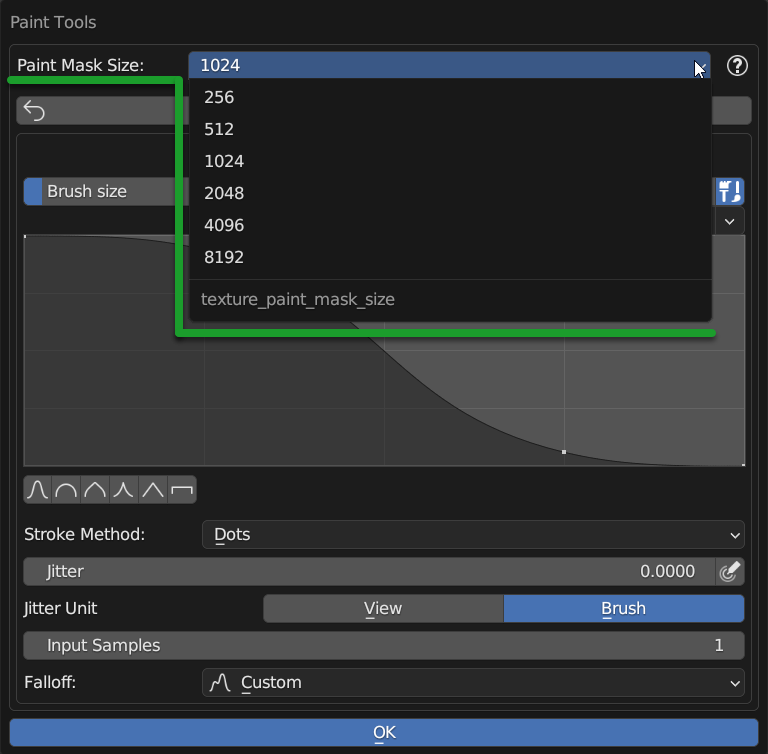 Paint Tools
Paint Mask Size: 1024
256
512
1024
2048
4096
8192
texture_paint_mask_size
Brush size
Stroke Method: Dots
Jitter 0.0000
Jitter Unit View Brush
Input Samples 1
Falloff: Custom
OK